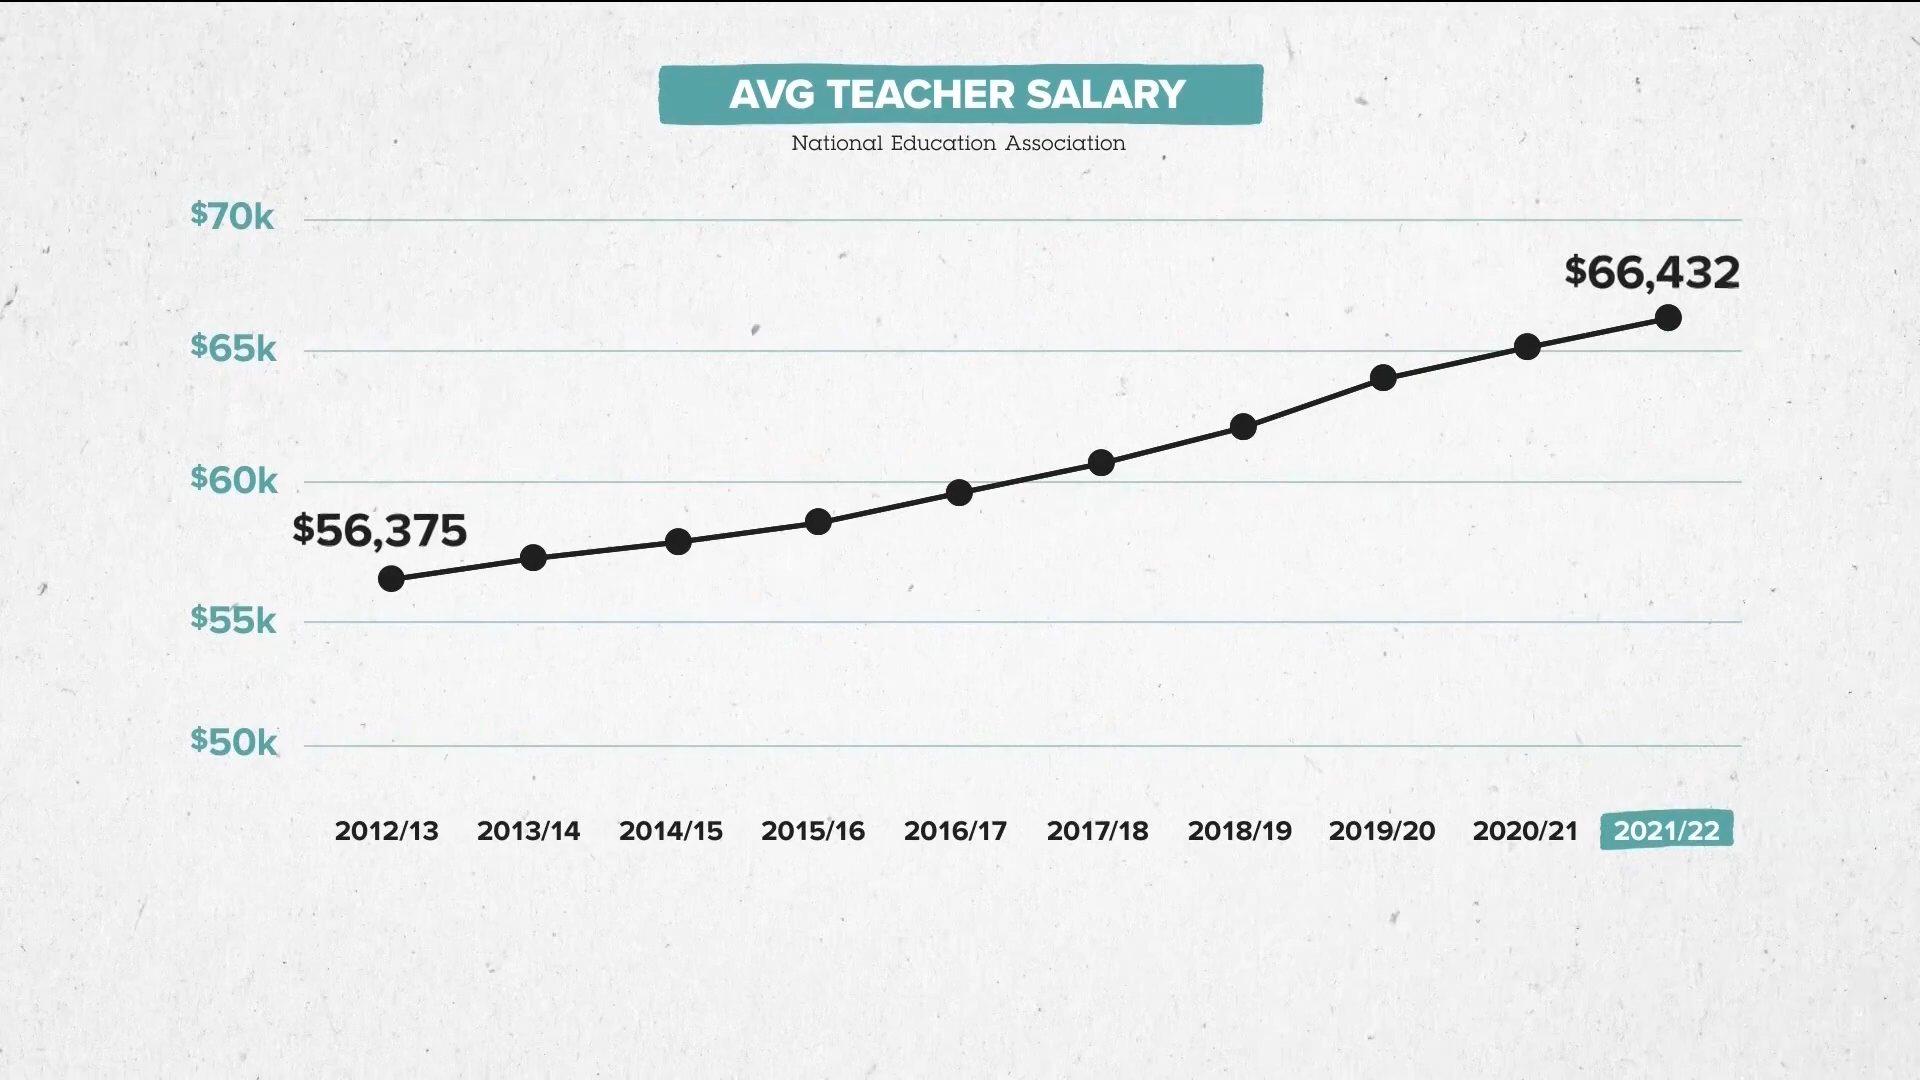 AVG TEACHER SALARY
National Education Association
$70k
$66,432
$65k
$60k
$56,375
$55k
$50k
2012/13 2013/14 2014/15 2015/16 2016/17 2017/18 2018/19 2019/20 2020/21 2021/22